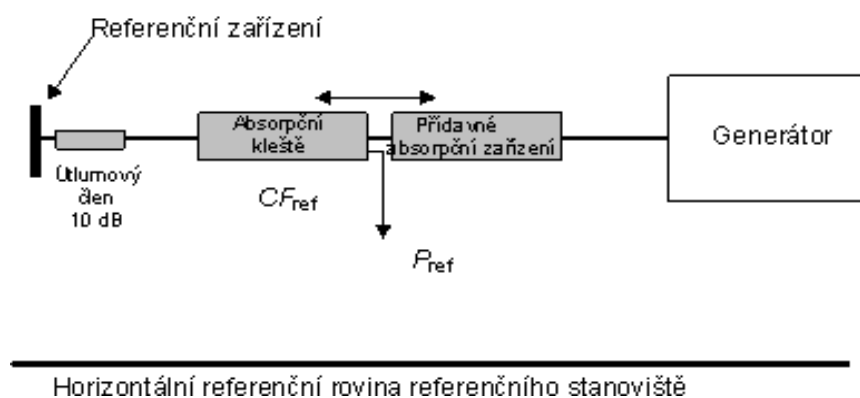 Referenční zařízení
Absorpční
kleště
Přídavné
absorpční zařízení
Generátor
Útlumový
člen
10 dB
CFref
Pref
Horizontální referenční rovina referenčního stanoviště